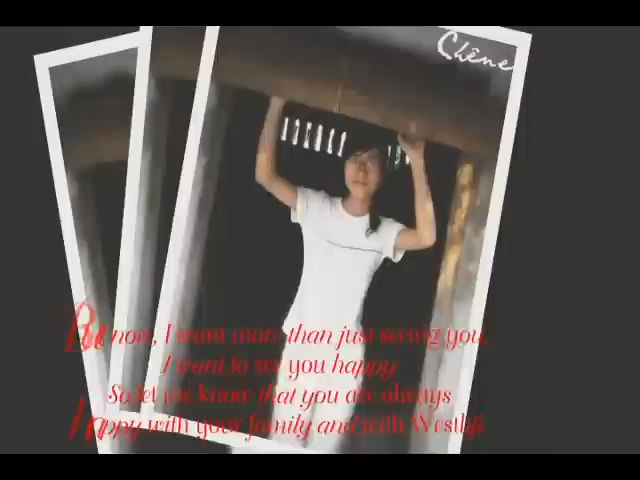 Chêne
But now, I want more than just seeing you,
I want to see you happy
So let me know that you are always
Happy with your family and with Westlife